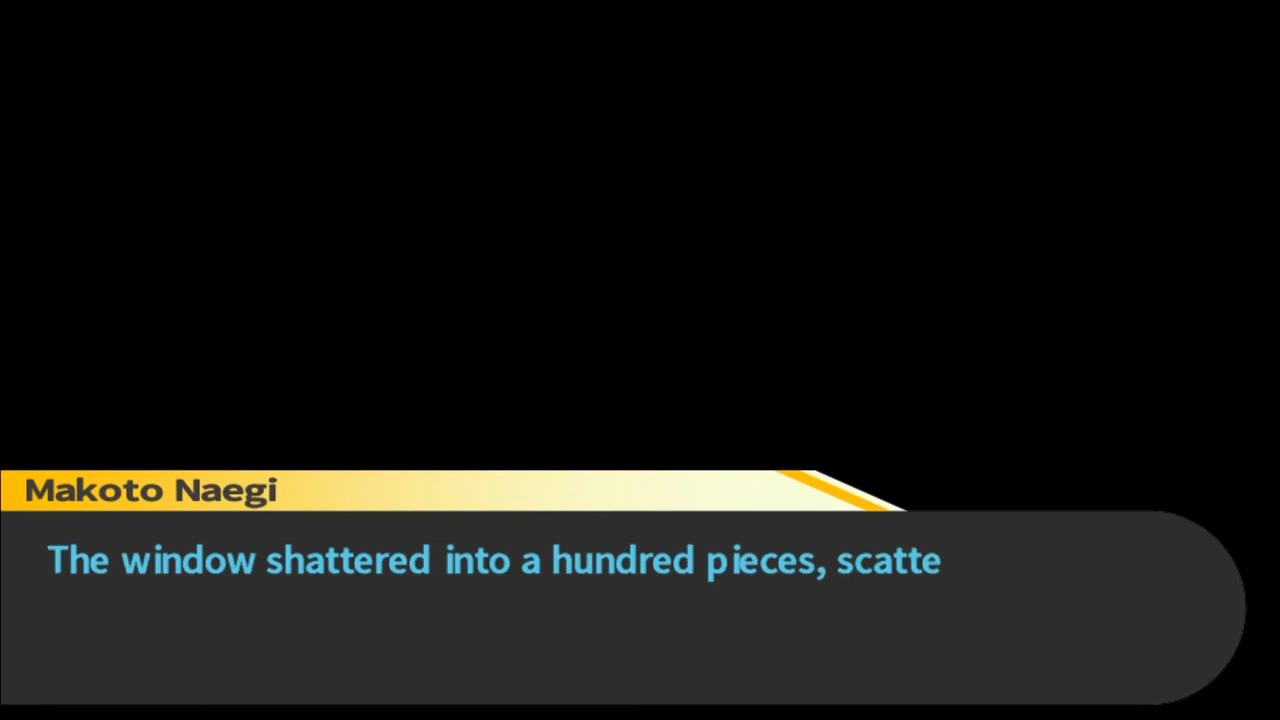 Makoto Naegi
The window shattered into a hundred pieces, scatte